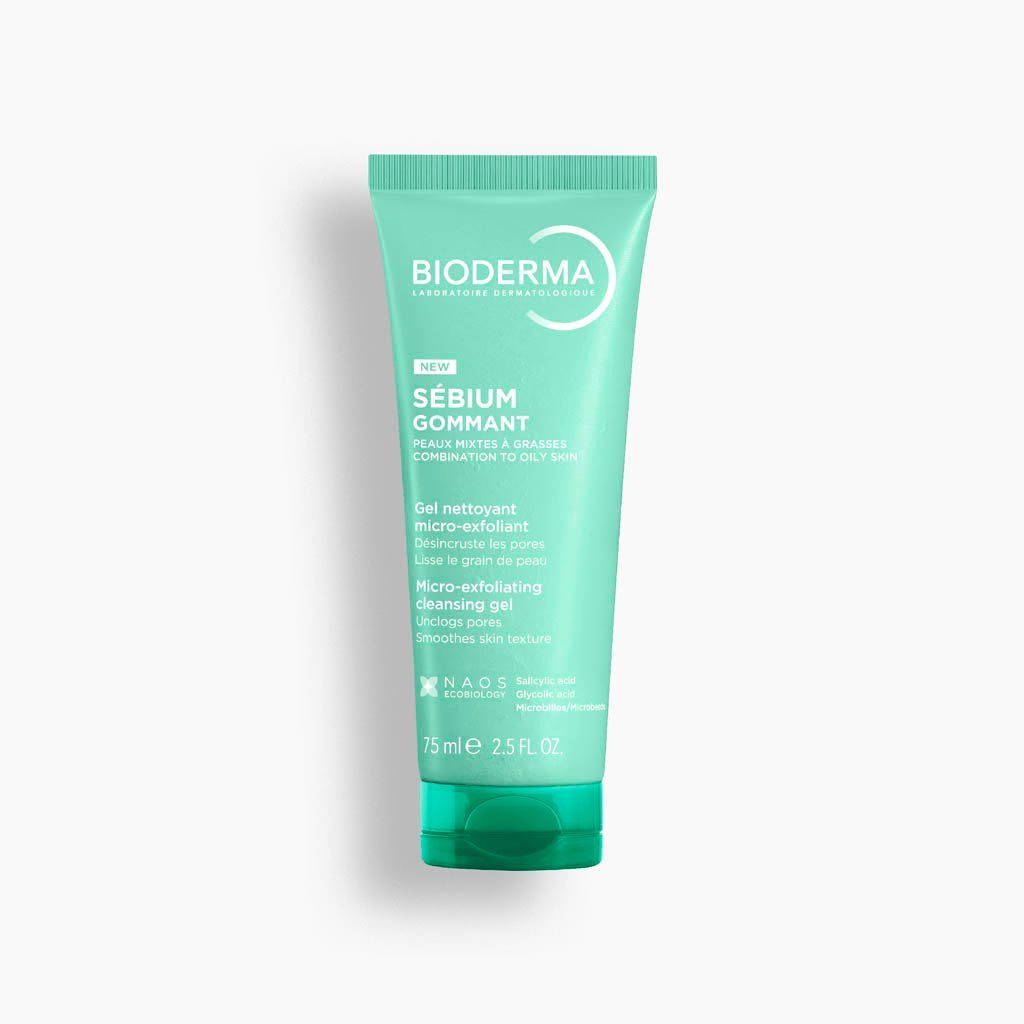 BIODERMA
LABORATOIRE DERMATOLOGIQUE
NEW
SÉBIUM
GOMMANT
PEAUX MIXTES À GRASSES
COMBINATION TO OILY SKIN
Gel nettoyant
micro-exfoliant
Désincruste les pores
Lisse le grain de peau
Micro-exfoliating
cleansing gel
Unclogs pores
Smoothes skin texture
NAOS
ECOBIOLOGY
Salicylic acid
Glycolic acid
Microbilles/Microbeads
75 ml ℮ 2.5 FL. OZ.